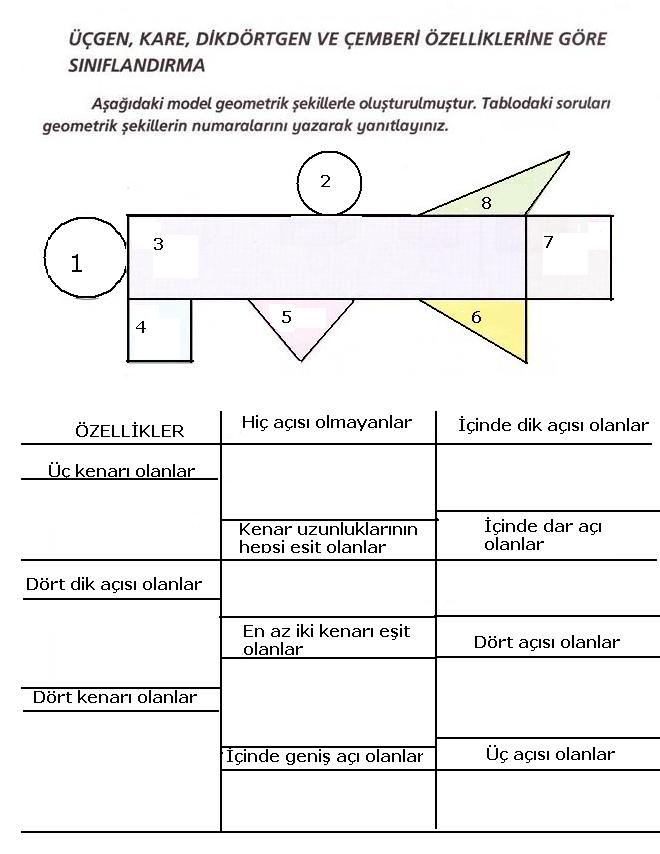 ÜÇGEN, KARE, DİKDÖRTGEN VE ÇEMBERİ ÖZELLİKLERİNE GÖRE
SINIFLANDIRMA
Aşağıdaki model geometrik şekillerle oluşturulmuştur. Tablodaki soruları
geometrik şekillerin numaralarını yazarak yanıtlayınız.
2
8
3
7
1
4
5
6
ÖZELLİKLER
Hiç açısı olmayanlar
İçinde dik açısı olanlar
Üç kenarı olanlar
Kenar uzunluklarının
hepsi eşit olanlar
İçinde dar açı
olanlar
Dört dik açısı olanlar
En az iki kenarı eşit
olanlar
Dört açısı olanlar
Dört kenarı olanlar
İçinde geniş açı olanlar
Üç açısı olanlar